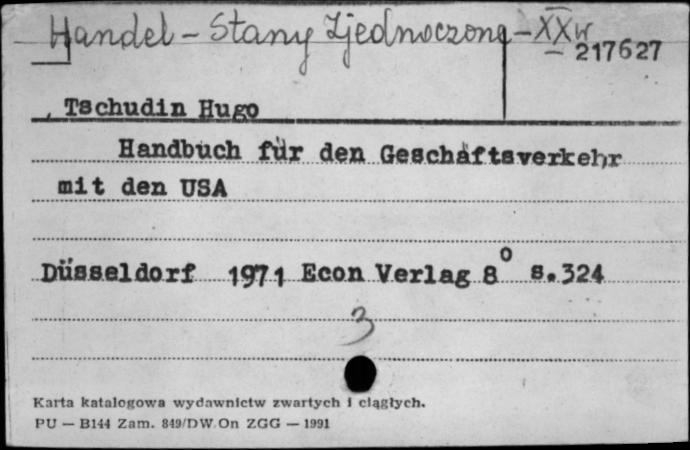 Handel - Stany Zjednoczone - XX w
217627
Tschudin Hugo
Handbuch für den Geschäftsverkehr
mit den USA
Düsseldorf 1971 Econ Verlag 8° s.324
3
Karta katalogowa wydawnictw zwartych i ciągłych.
PU — B144 Zam. 849/DW.On ZGG — 1991